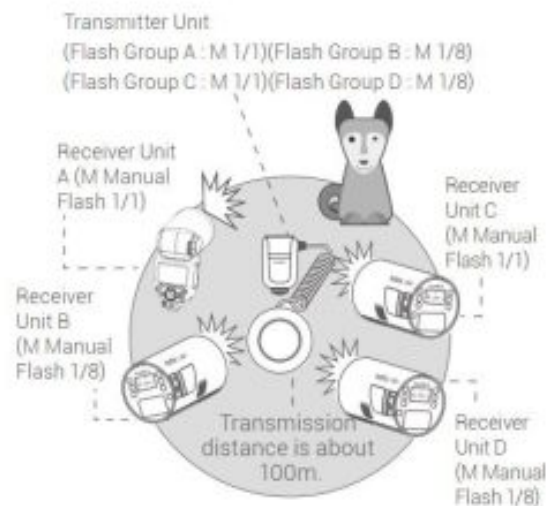 Transmitter Unit
(Flash Group A : M 1/1)(Flash Group B : M 1/8)
(Flash Group C : M 1/1)(Flash Group D : M 1/8)
Receiver Unit
A (M Manual
Flash 1/1)
Receiver
Unit C
(M Manual
Flash 1/1)
Receiver
Unit B
(M Manual
Flash 1/8)
Transmission
distance is about
100m.
Receiver
Unit D
(M Manual
Flash 1/8)